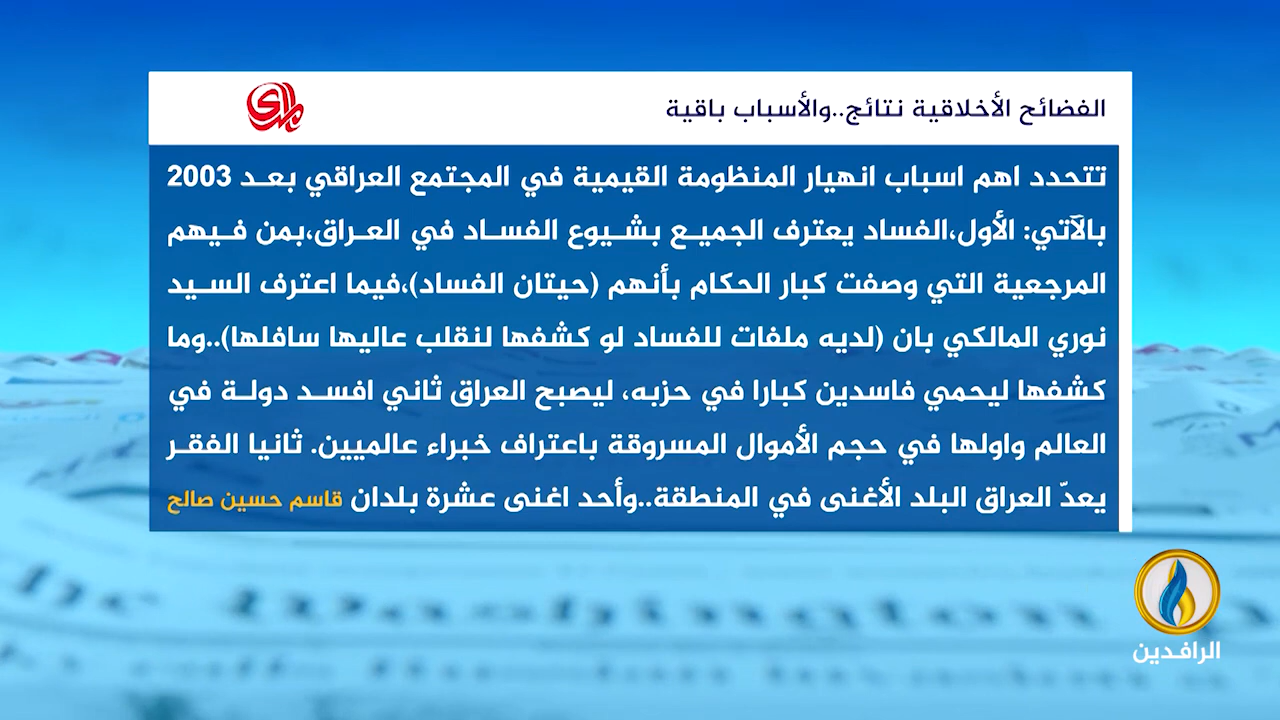 الفضائح الأخلاقية نتائج..والأسباب باقية
المدى
تتحدد اهم اسباب انهيار المنظومة القيمية في المجتمع العراقي بعد 2003
بالآتي: الأول،الفساد يعترف الجميع بشيوع الفساد في العراق،بمن فيهم
المرجعية التي وصفت كبار الحكام بأنهم (حيتان الفساد)،فيما اعترف السيد
نوري المالكي بان (لديه ملفات للفساد لو كشفها لنقلب عاليها سافلها)..وما
كشفها ليحمي فاسدين كبارا في حزبه، ليصبح العراق ثاني افسد دولة في
العالم واولها في حجم الأموال المسروقة باعتراف خبراء عالميين. ثانيا الفقر
يعدّ العراق البلد الأغنى في المنطقة..وأحد اغنى عشرة بلدان قاسم حسين صالح
الرافدين